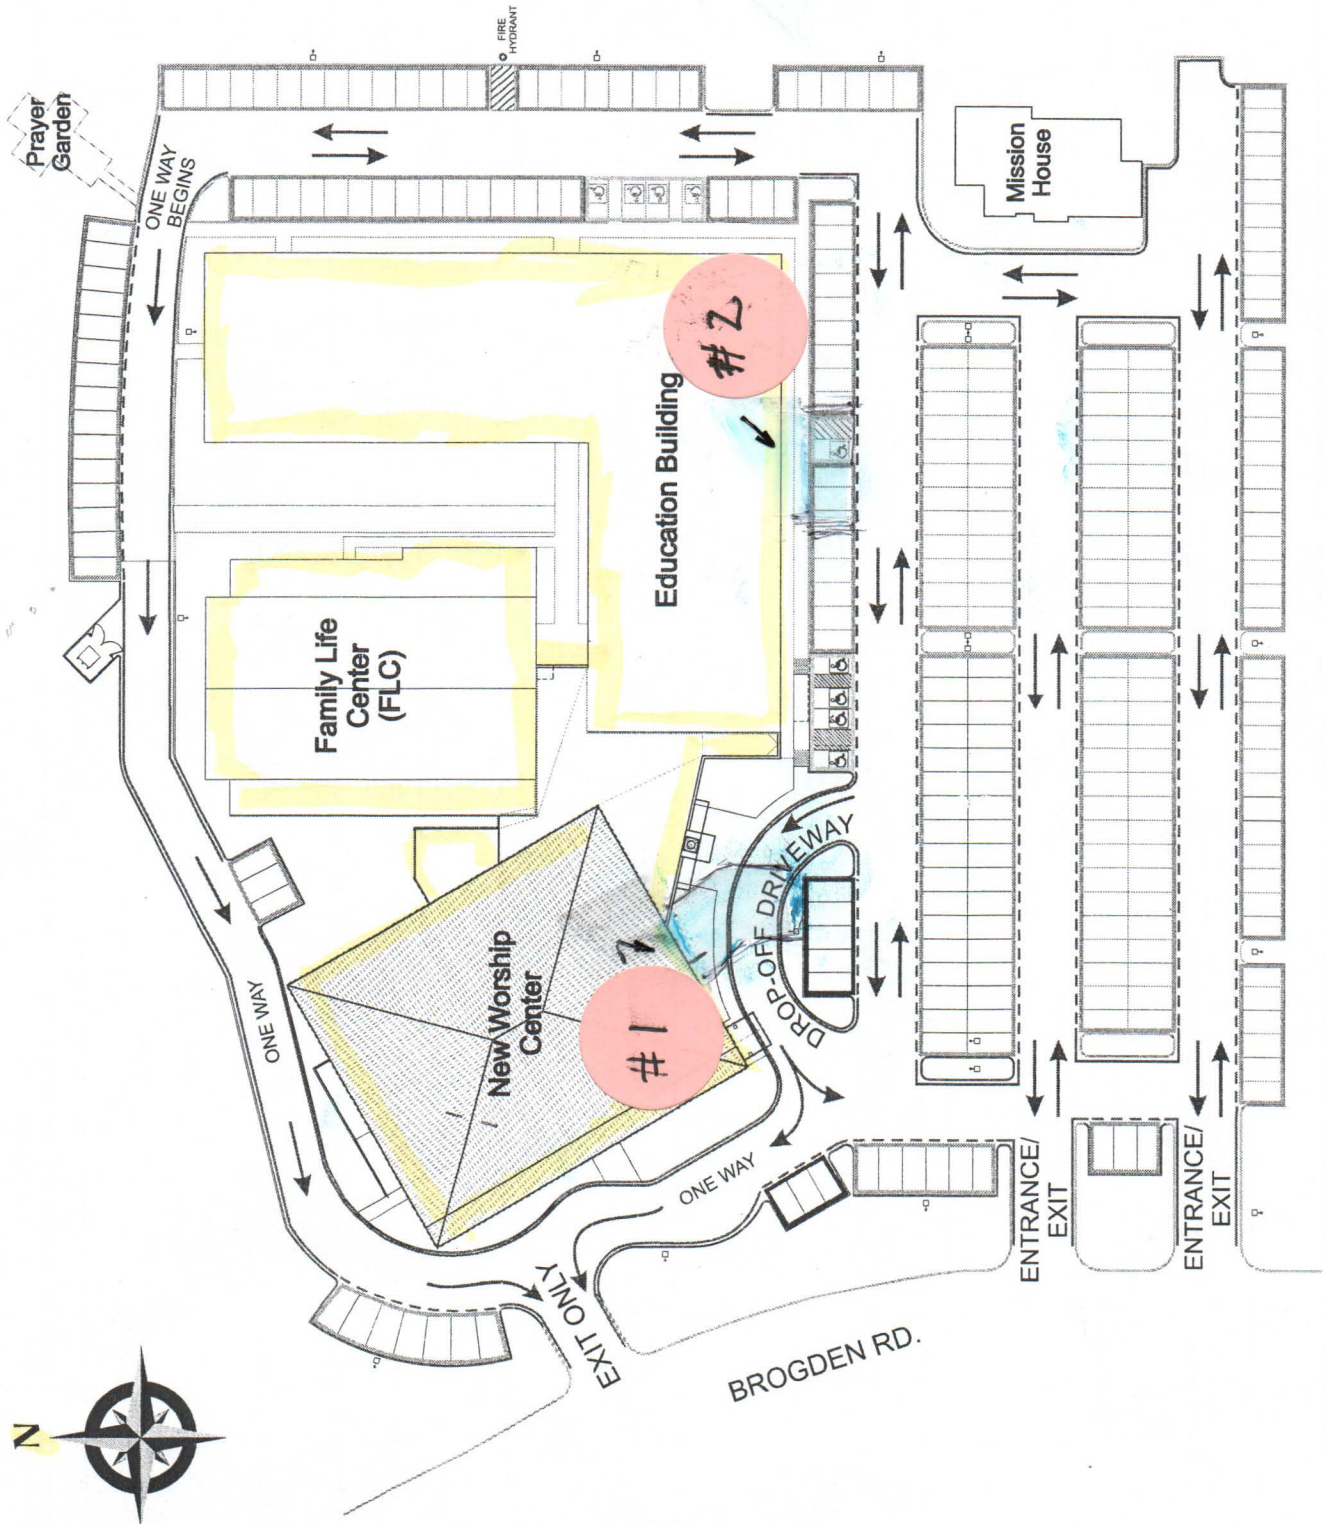 Prayer
Garden
FIRE
HYDRANT
ONE WAY
BEGINS
Mission
House
#2
Education Building
Family Life
Center
(FLC)
New Worship
Center
#1
DROP-OFF DRIVEWAY
ONE WAY
ONE WAY
EXIT ONLY
ENTRANCE/
EXIT
ENTRANCE/
EXIT
BROGDEN RD.
N